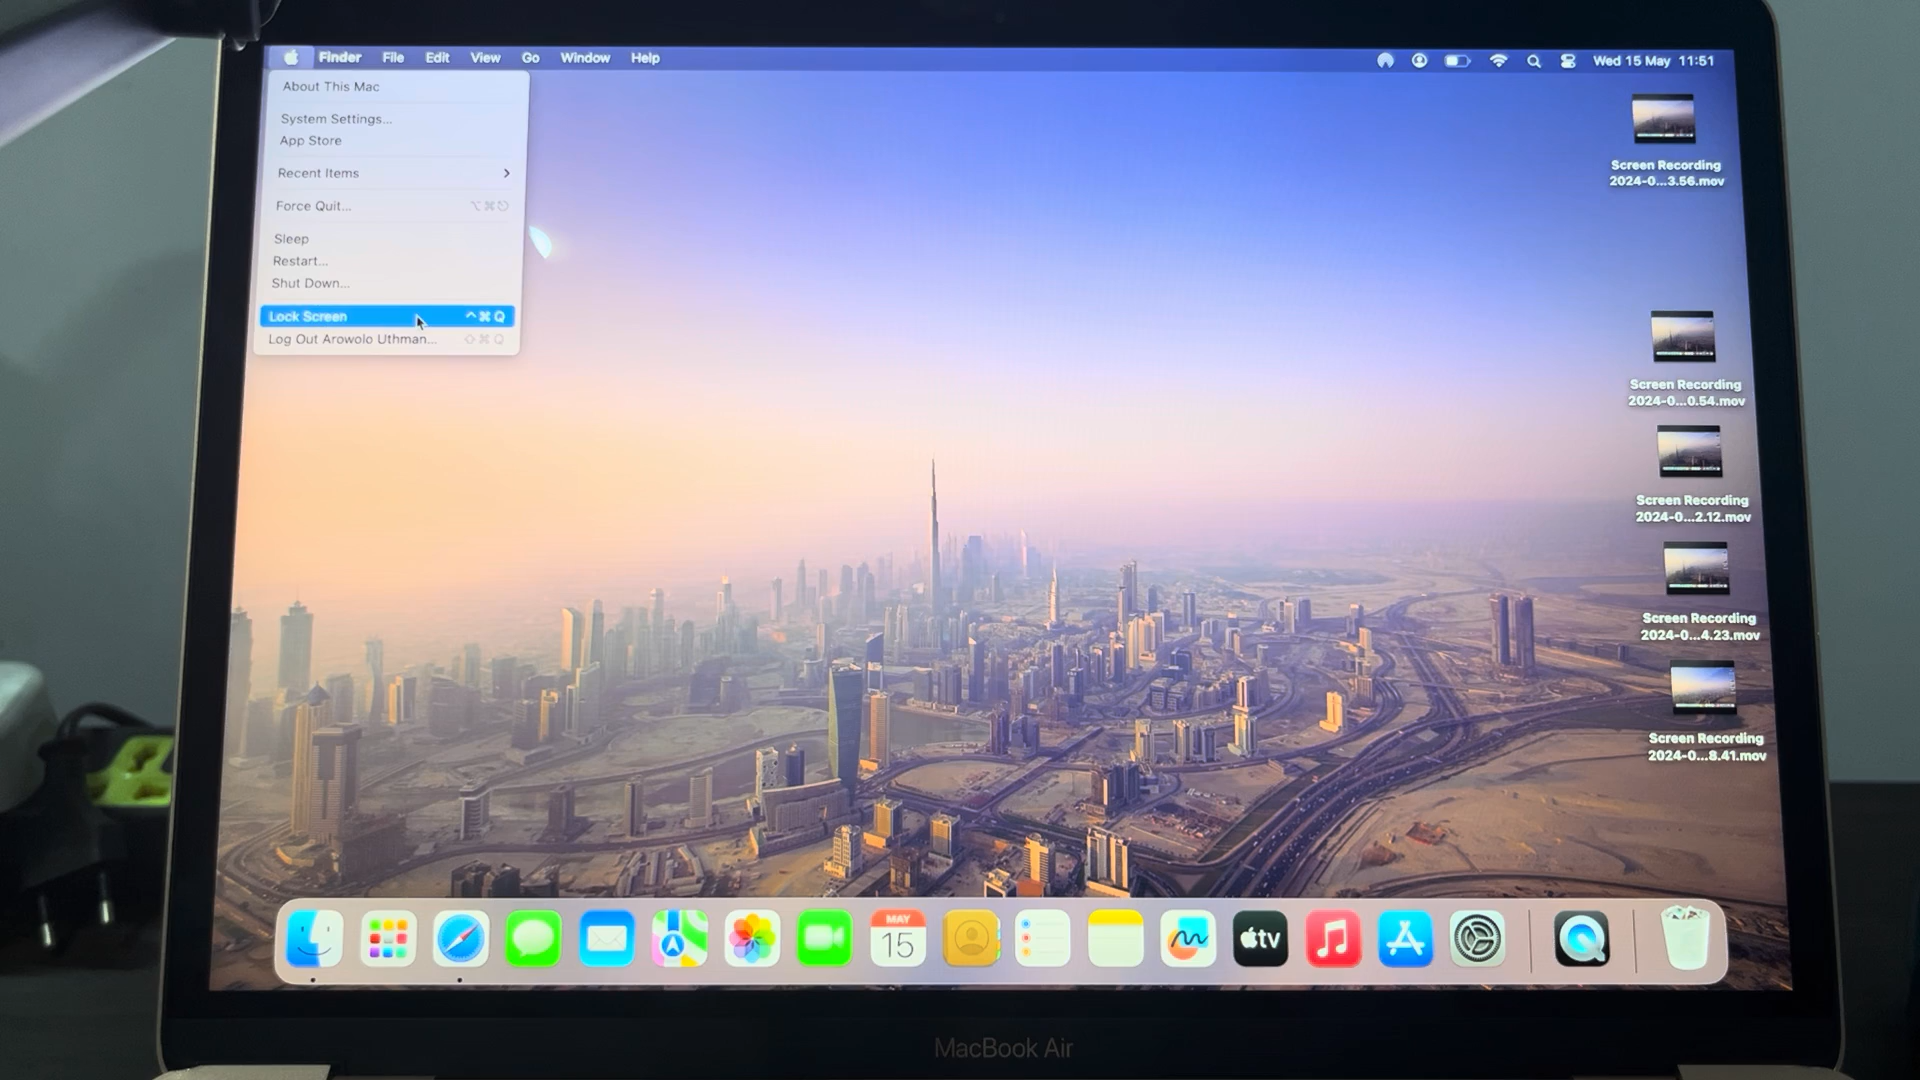 Finder File Edit View Go Window Help
Wed 15 May 11:51
About This Mac
System Settings...
App Store
Recent Items
Force Quit... ⌥⌘⎋
Sleep
Restart...
Shut Down...
Lock Screen ^⌘Q
Log Out Arowolo Uthman... ⇧⌘Q
Screen Recording
2024-0...3.56.mov
Screen Recording
2024-0...0.54.mov
Screen Recording
2024-0...2.12.mov
Screen Recording
2024-0...4.23.mov
Screen Recording
2024-0...8.41.mov
MAY
15
tv
MacBook Air